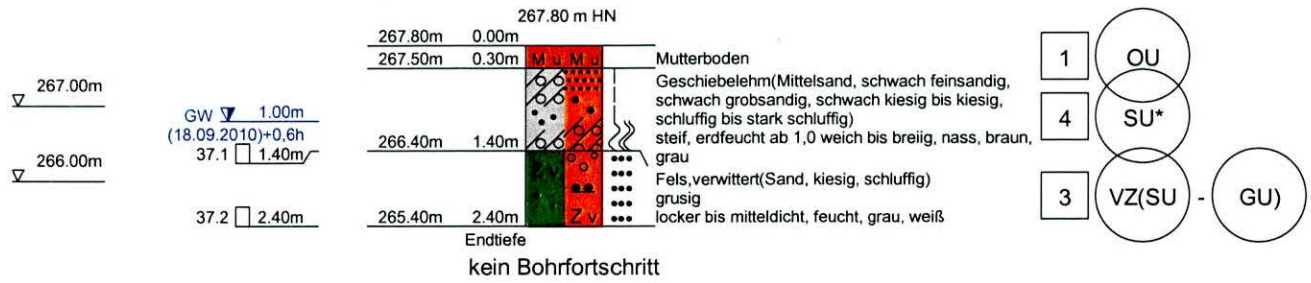 267.80 m HN
267.80m 0.00m
267.50m 0.30m
M u M u
Mutterboden
1
OU
267.00m
GW 1.00m
(18.09.2010)+0,6h
Geschiebelehm(Mittelsand, schwach feinsandig,
schwach grobsandig, schwach kiesig bis kiesig,
schluffig bis stark schluffig)
steif, erdfeucht ab 1,0 weich bis breiig, nass, braun,
grau
4
SU*
266.40m 1.40m
37.1 1.40m
266.00m
Z v
Fels,verwittert(Sand, kiesig, schluffig)
grusig
locker bis mitteldicht, feucht, grau, weiß
3
VZ(SU - GU)
37.2 2.40m
265.40m 2.40m
Z v
Endtiefe
kein Bohrfortschritt